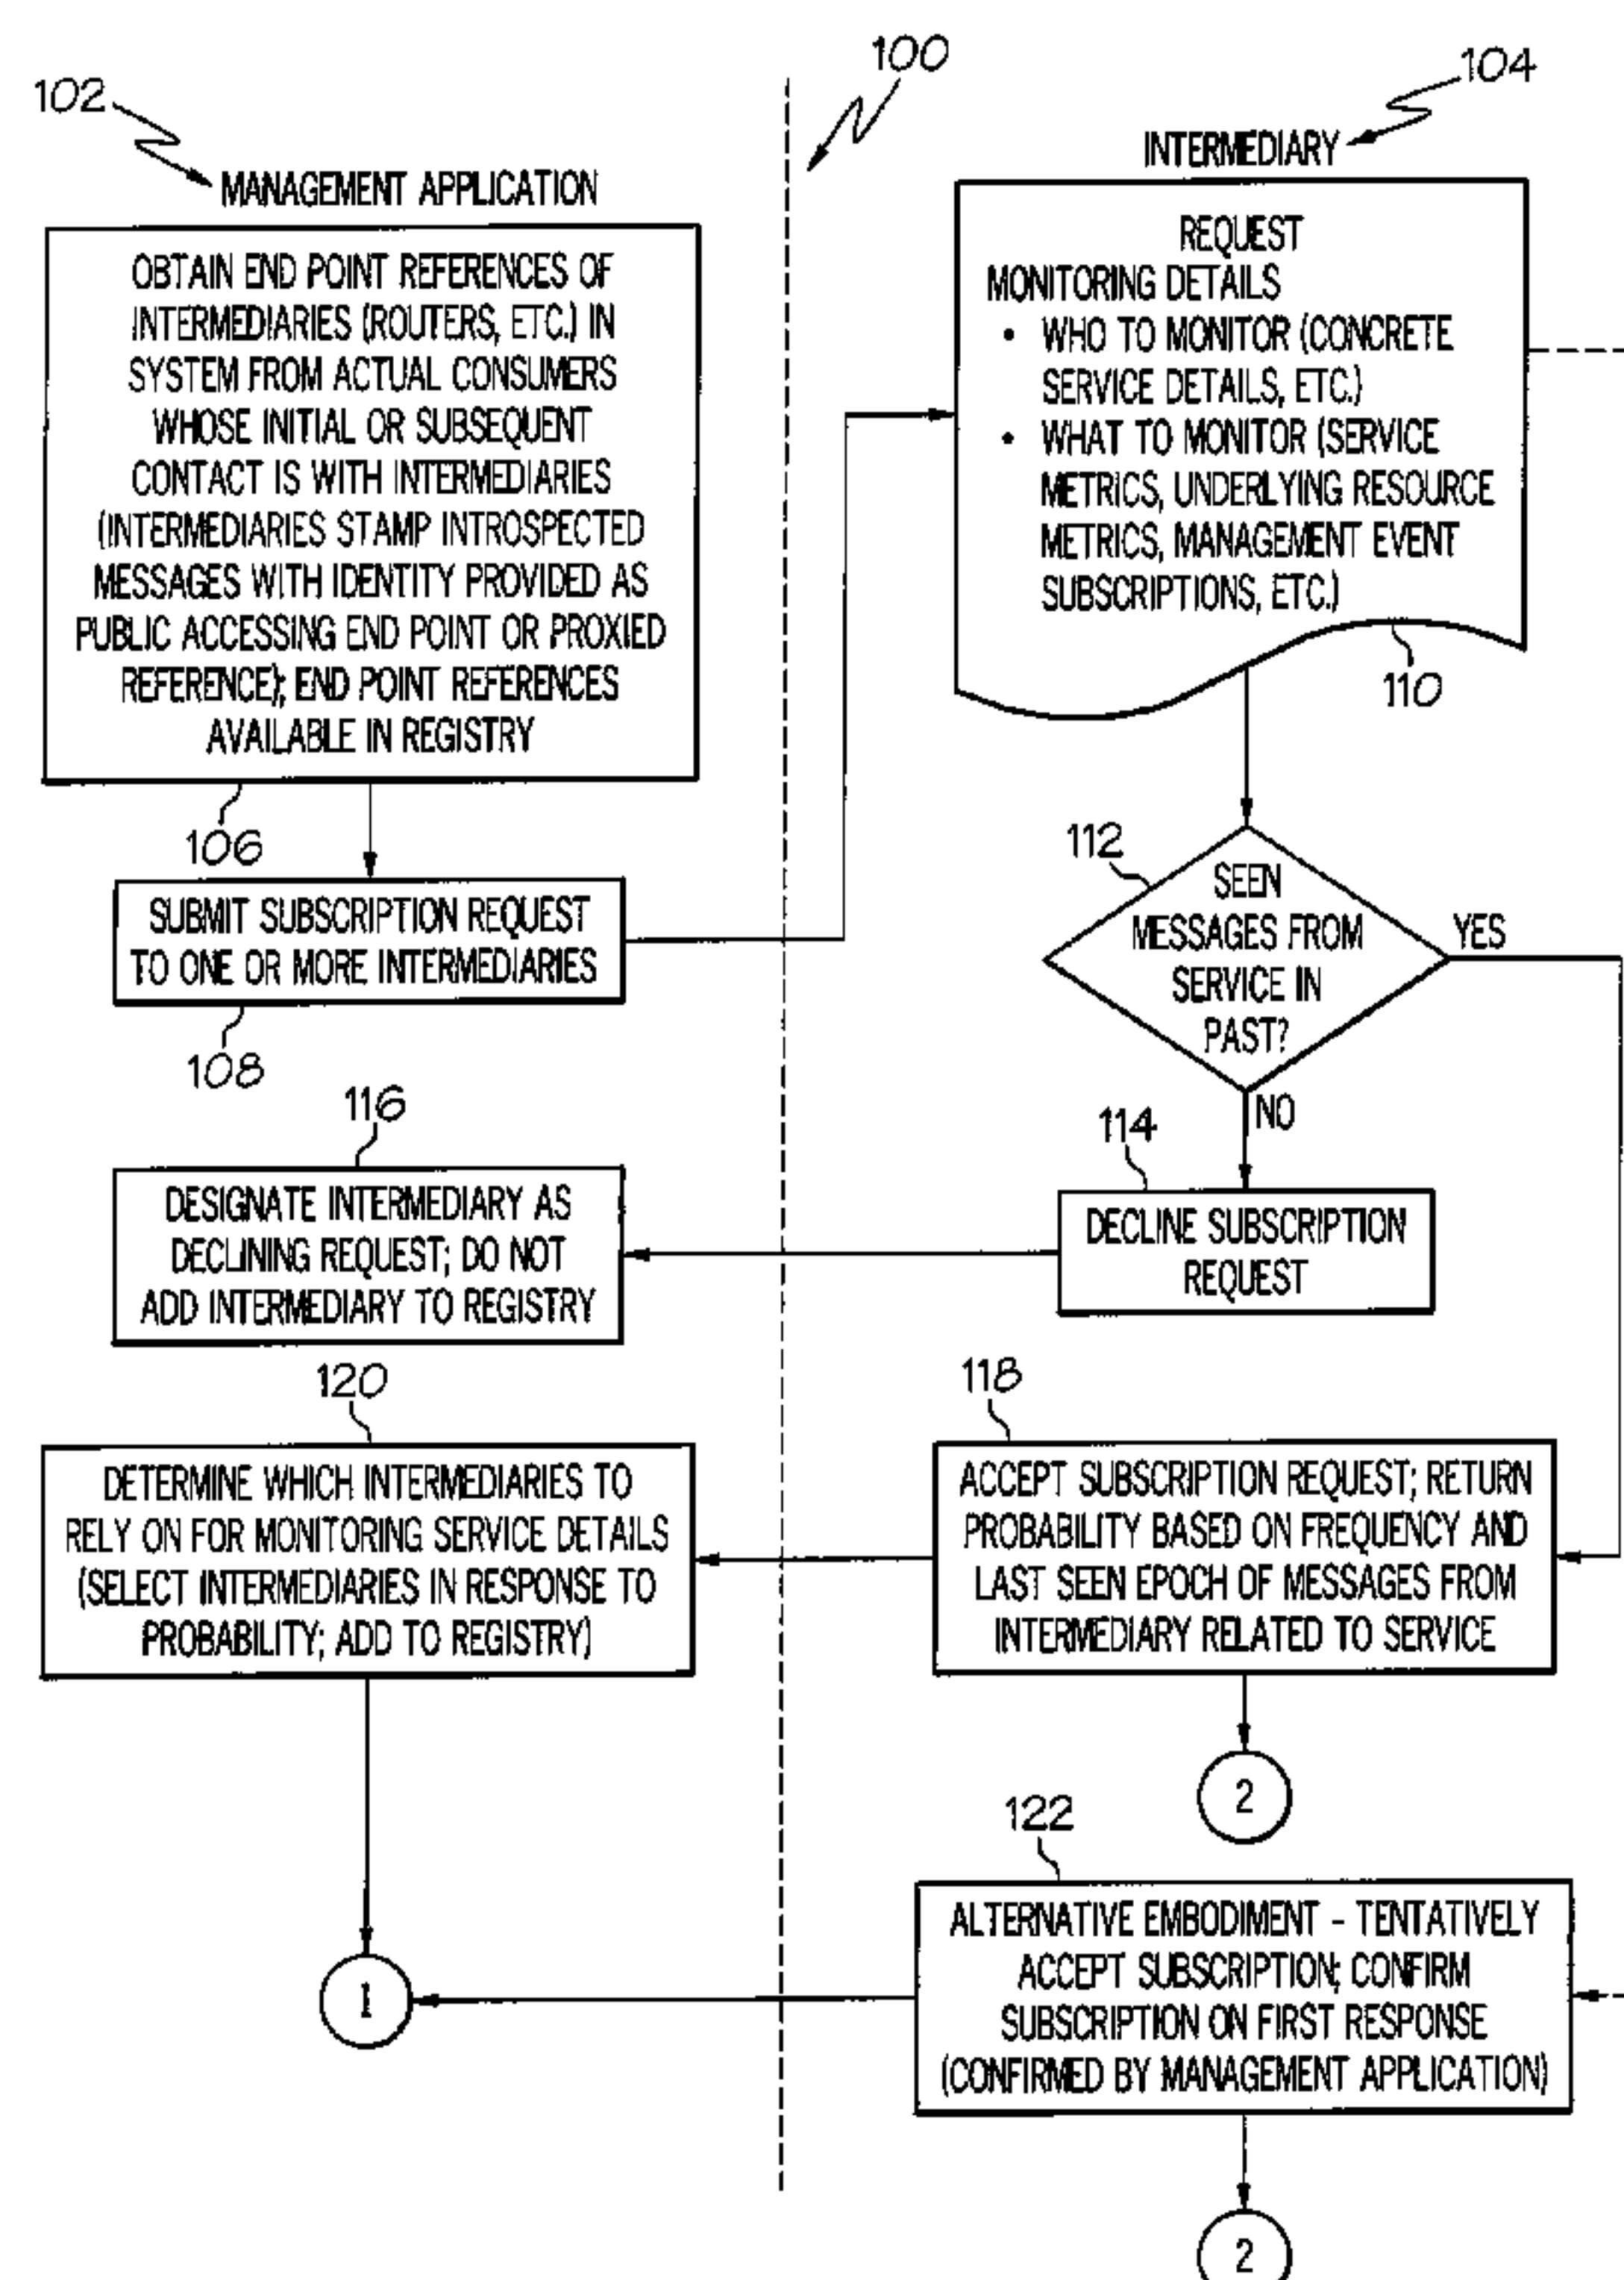 100
102
104
MANAGEMENT APPLICATION
INTERMEDIARY
OBTAIN END POINT REFERENCES OF
INTERMEDIARIES (ROUTERS, ETC.) IN
SYSTEM FROM ACTUAL CONSUMERS
WHOSE INITIAL OR SUBSEQUENT
CONTACT IS WITH INTERMEDIARIES
(INTERMEDIARIES STAMP INTROSPECTED
MESSAGES WITH IDENTITY PROVIDED AS
PUBLIC ACCESSING END POINT OR PROXIED
REFERENCE); END POINT REFERENCES
AVAILABLE IN REGISTRY
106
REQUEST
MONITORING DETAILS
• WHO TO MONITOR (CONCRETE
SERVICE DETAILS, ETC.)
• WHAT TO MONITOR (SERVICE
METRICS, UNDERLYING RESOURCE
METRICS, MANAGEMENT EVENT
SUBSCRIPTIONS, ETC.)
110
SUBMIT SUBSCRIPTION REQUEST
TO ONE OR MORE INTERMEDIARIES
108
112
SEEN
MESSAGES FROM
SERVICE IN
PAST?
YES
NO
114
DECLINE SUBSCRIPTION
REQUEST
116
DESIGNATE INTERMEDIARY AS
DECLINING REQUEST; DO NOT
ADD INTERMEDIARY TO REGISTRY
118
ACCEPT SUBSCRIPTION REQUEST; RETURN
PROBABILITY BASED ON FREQUENCY AND
LAST SEEN EPOCH OF MESSAGES FROM
INTERMEDIARY RELATED TO SERVICE
120
DETERMINE WHICH INTERMEDIARIES TO
RELY ON FOR MONITORING SERVICE DETAILS
(SELECT INTERMEDIARIES IN RESPONSE TO
PROBABILITY; ADD TO REGISTRY)
2
122
ALTERNATIVE EMBODIMENT - TENTATIVELY
ACCEPT SUBSCRIPTION; CONFIRM
SUBSCRIPTION ON FIRST RESPONSE
(CONFIRMED BY MANAGEMENT APPLICATION)
1
2